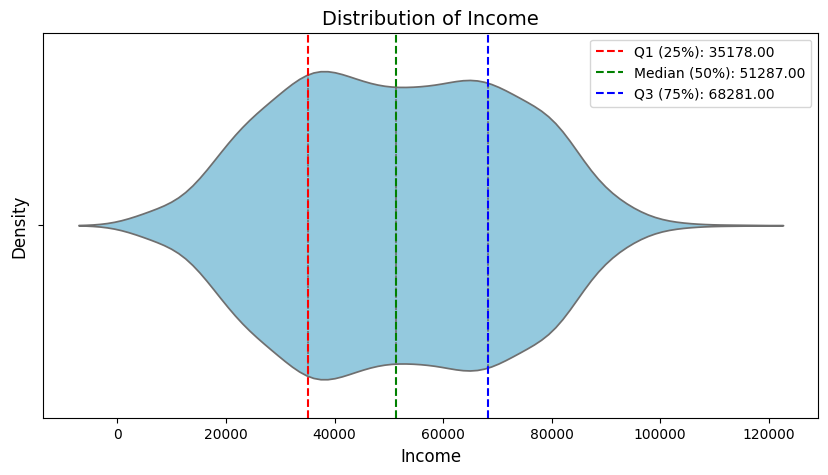 Distribution of Income
Q1 (25%): 35178.00
Median (50%): 51287.00
Q3 (75%): 68281.00
Density
0 20000 40000 60000 80000 100000 120000
Income